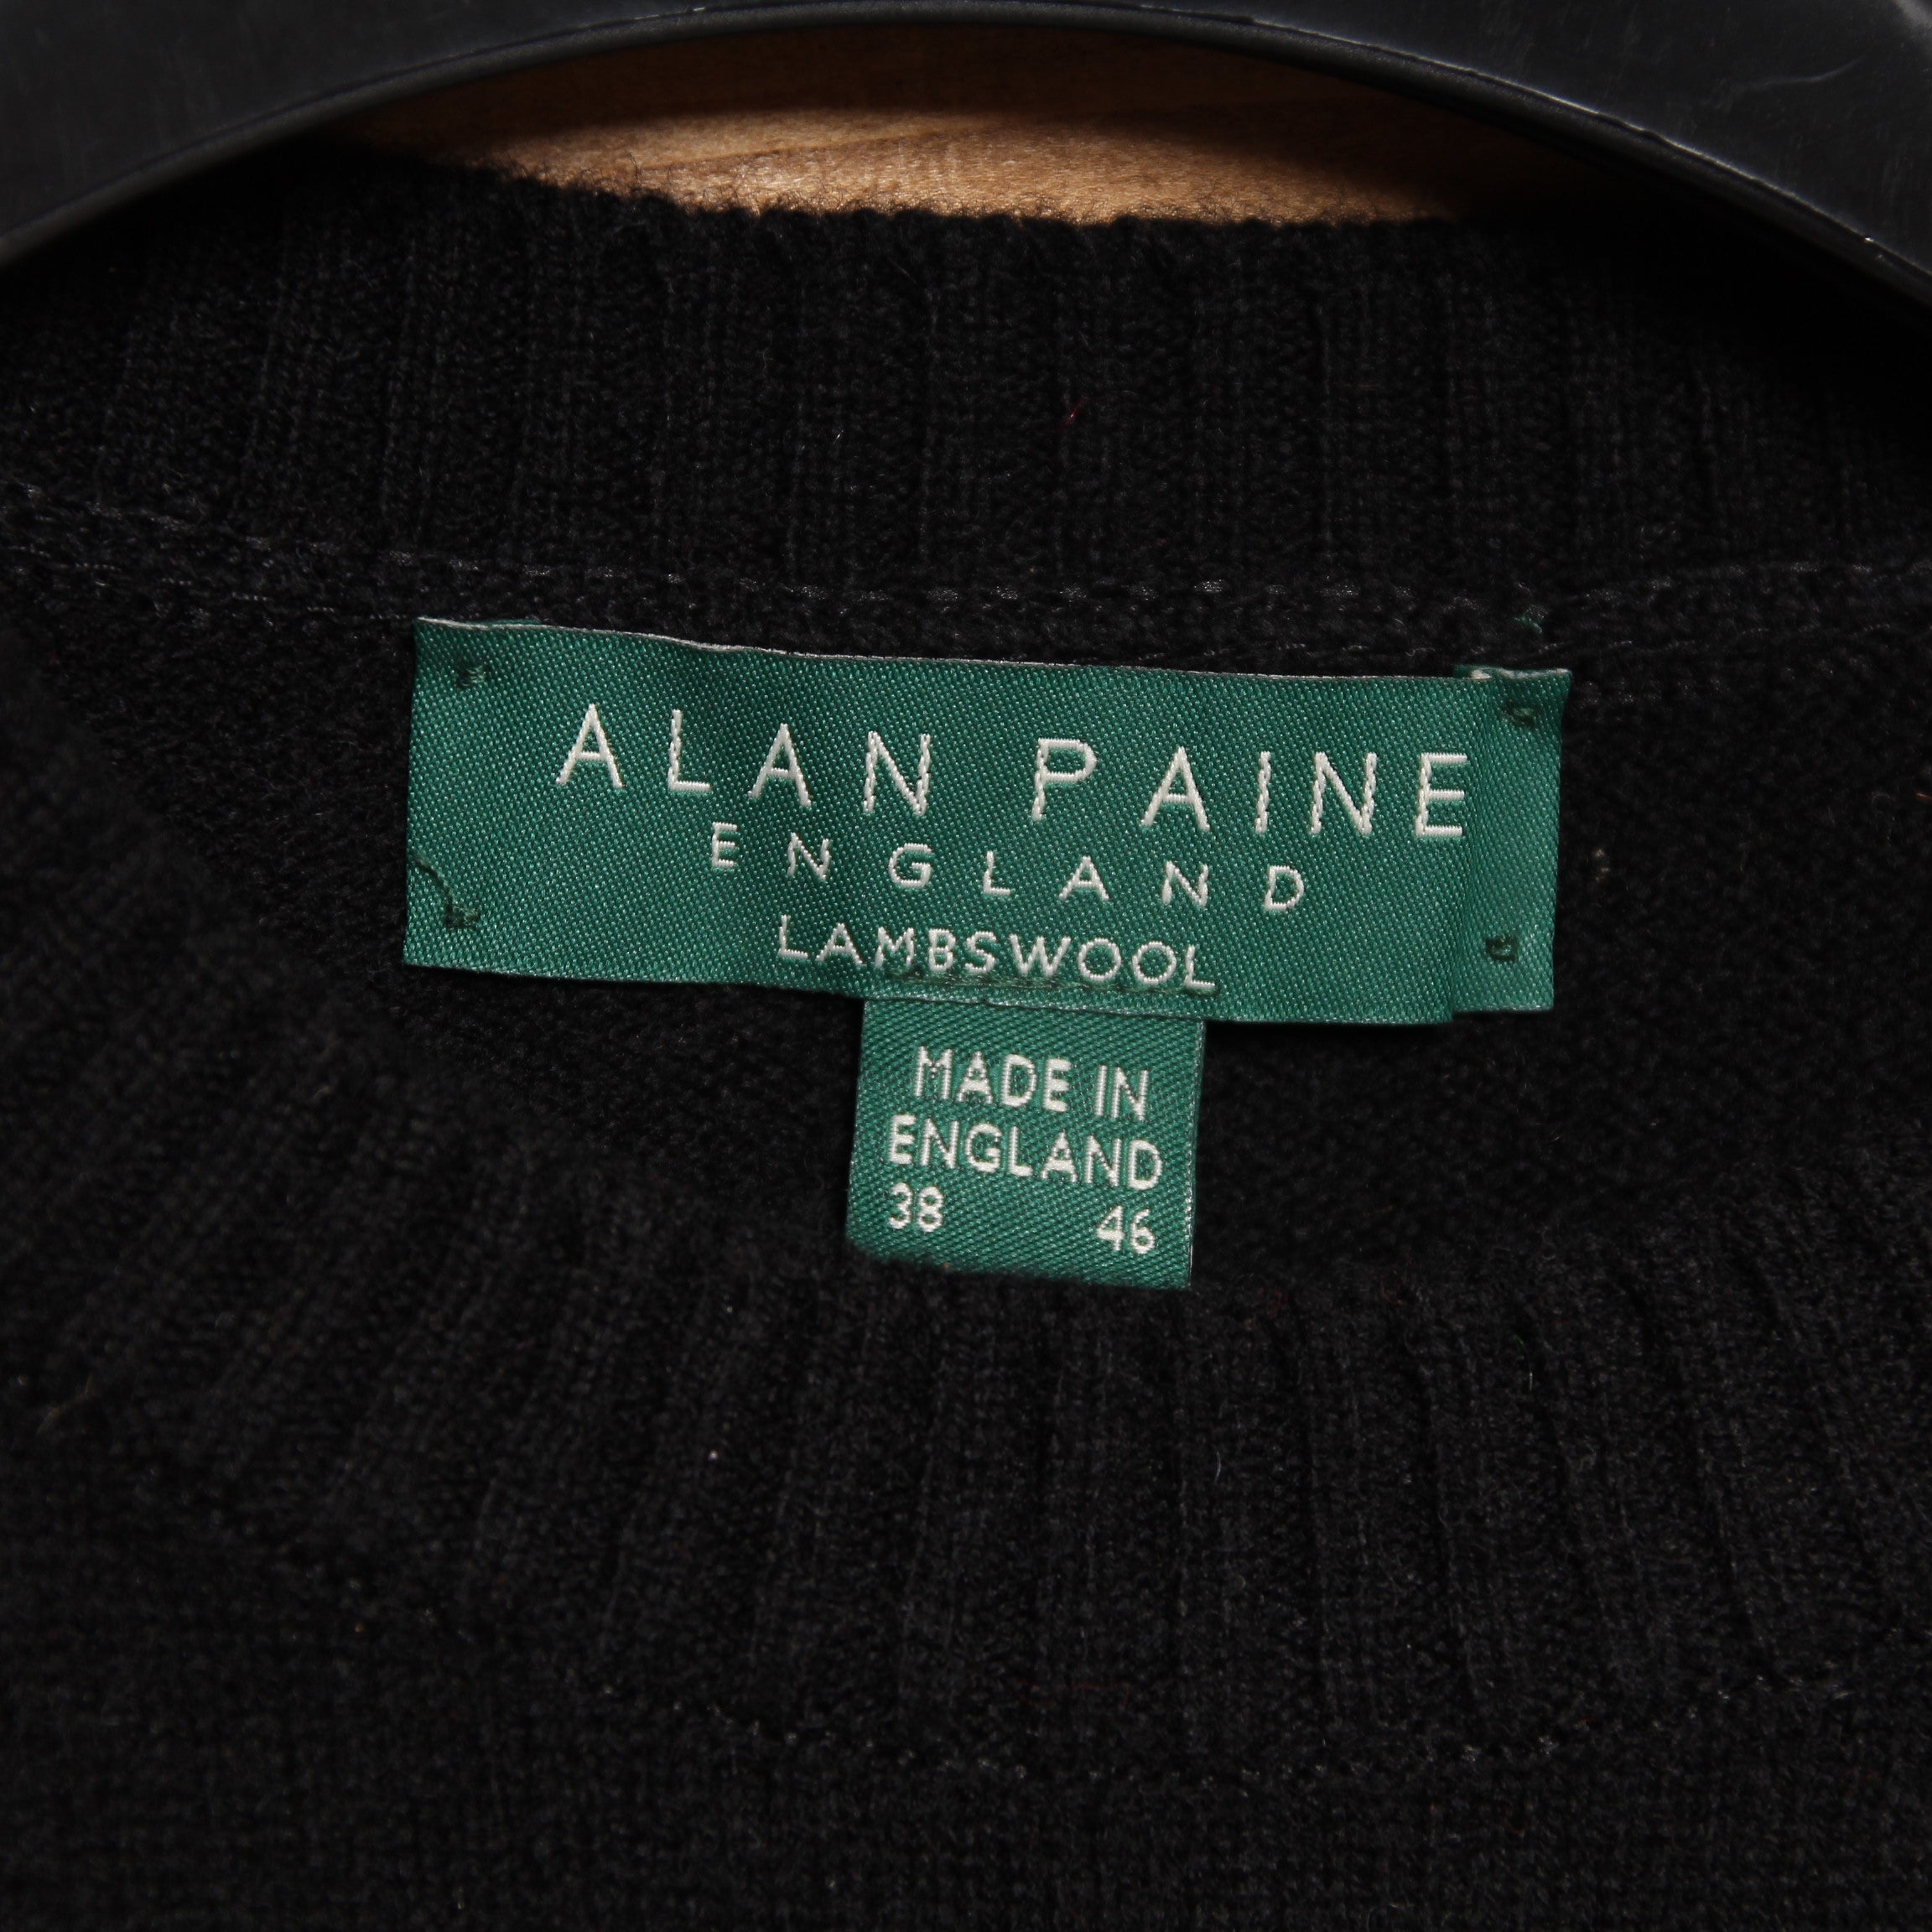 ALAN PAINE
ENGLAND
LAMBSWOOL
MADE IN
ENGLAND
38 46